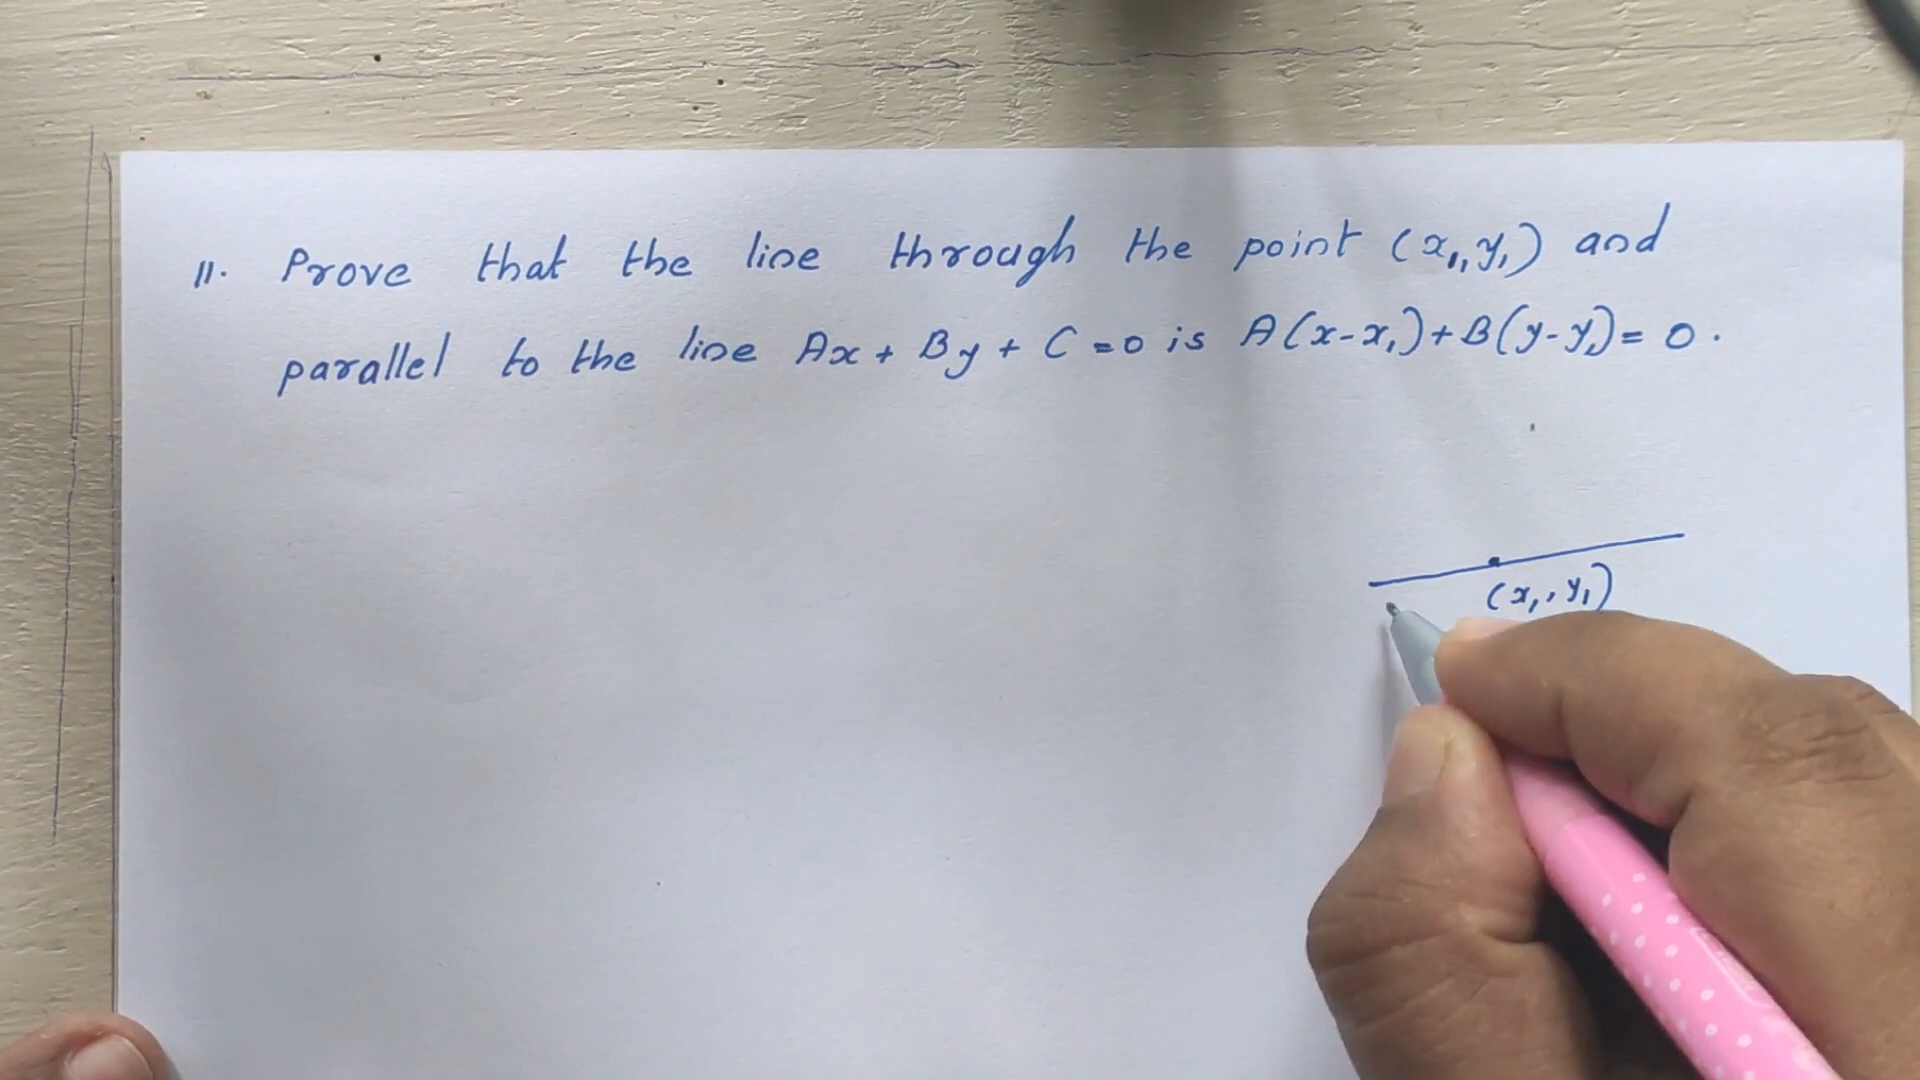 11. Prove that the line through the point (x₁, y₁) and
parallel to the line Ax + By + C = 0 is A(x-x₁) + B(y-y₁) = 0.
(x₁, y₁)